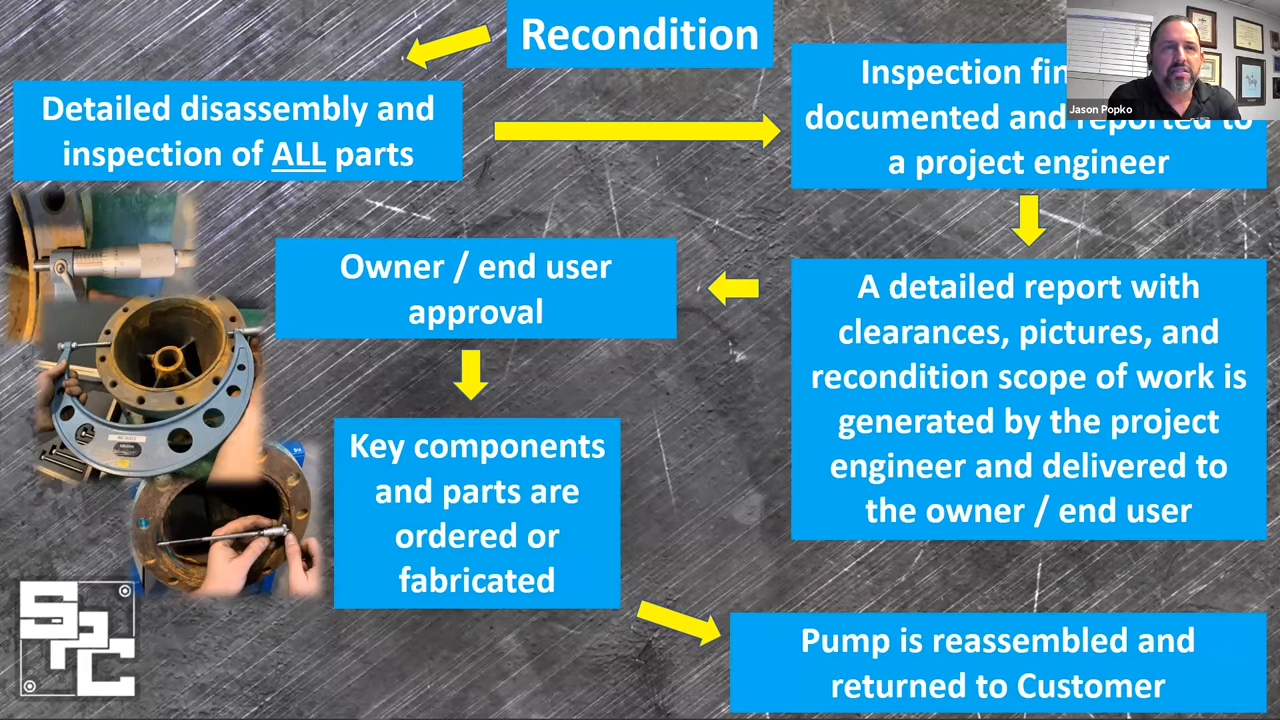 Recondition
Detailed disassembly and
inspection of ALL parts
Inspection
documented and reported to
a project engineer
Jason Popko
Owner / end user
approval
A detailed report with
clearances, pictures, and
recondition scope of work is
generated by the project
engineer and delivered to
the owner / end user
Key components
and parts are
ordered or
fabricated
Pump is reassembled and
returned to Customer
SPC